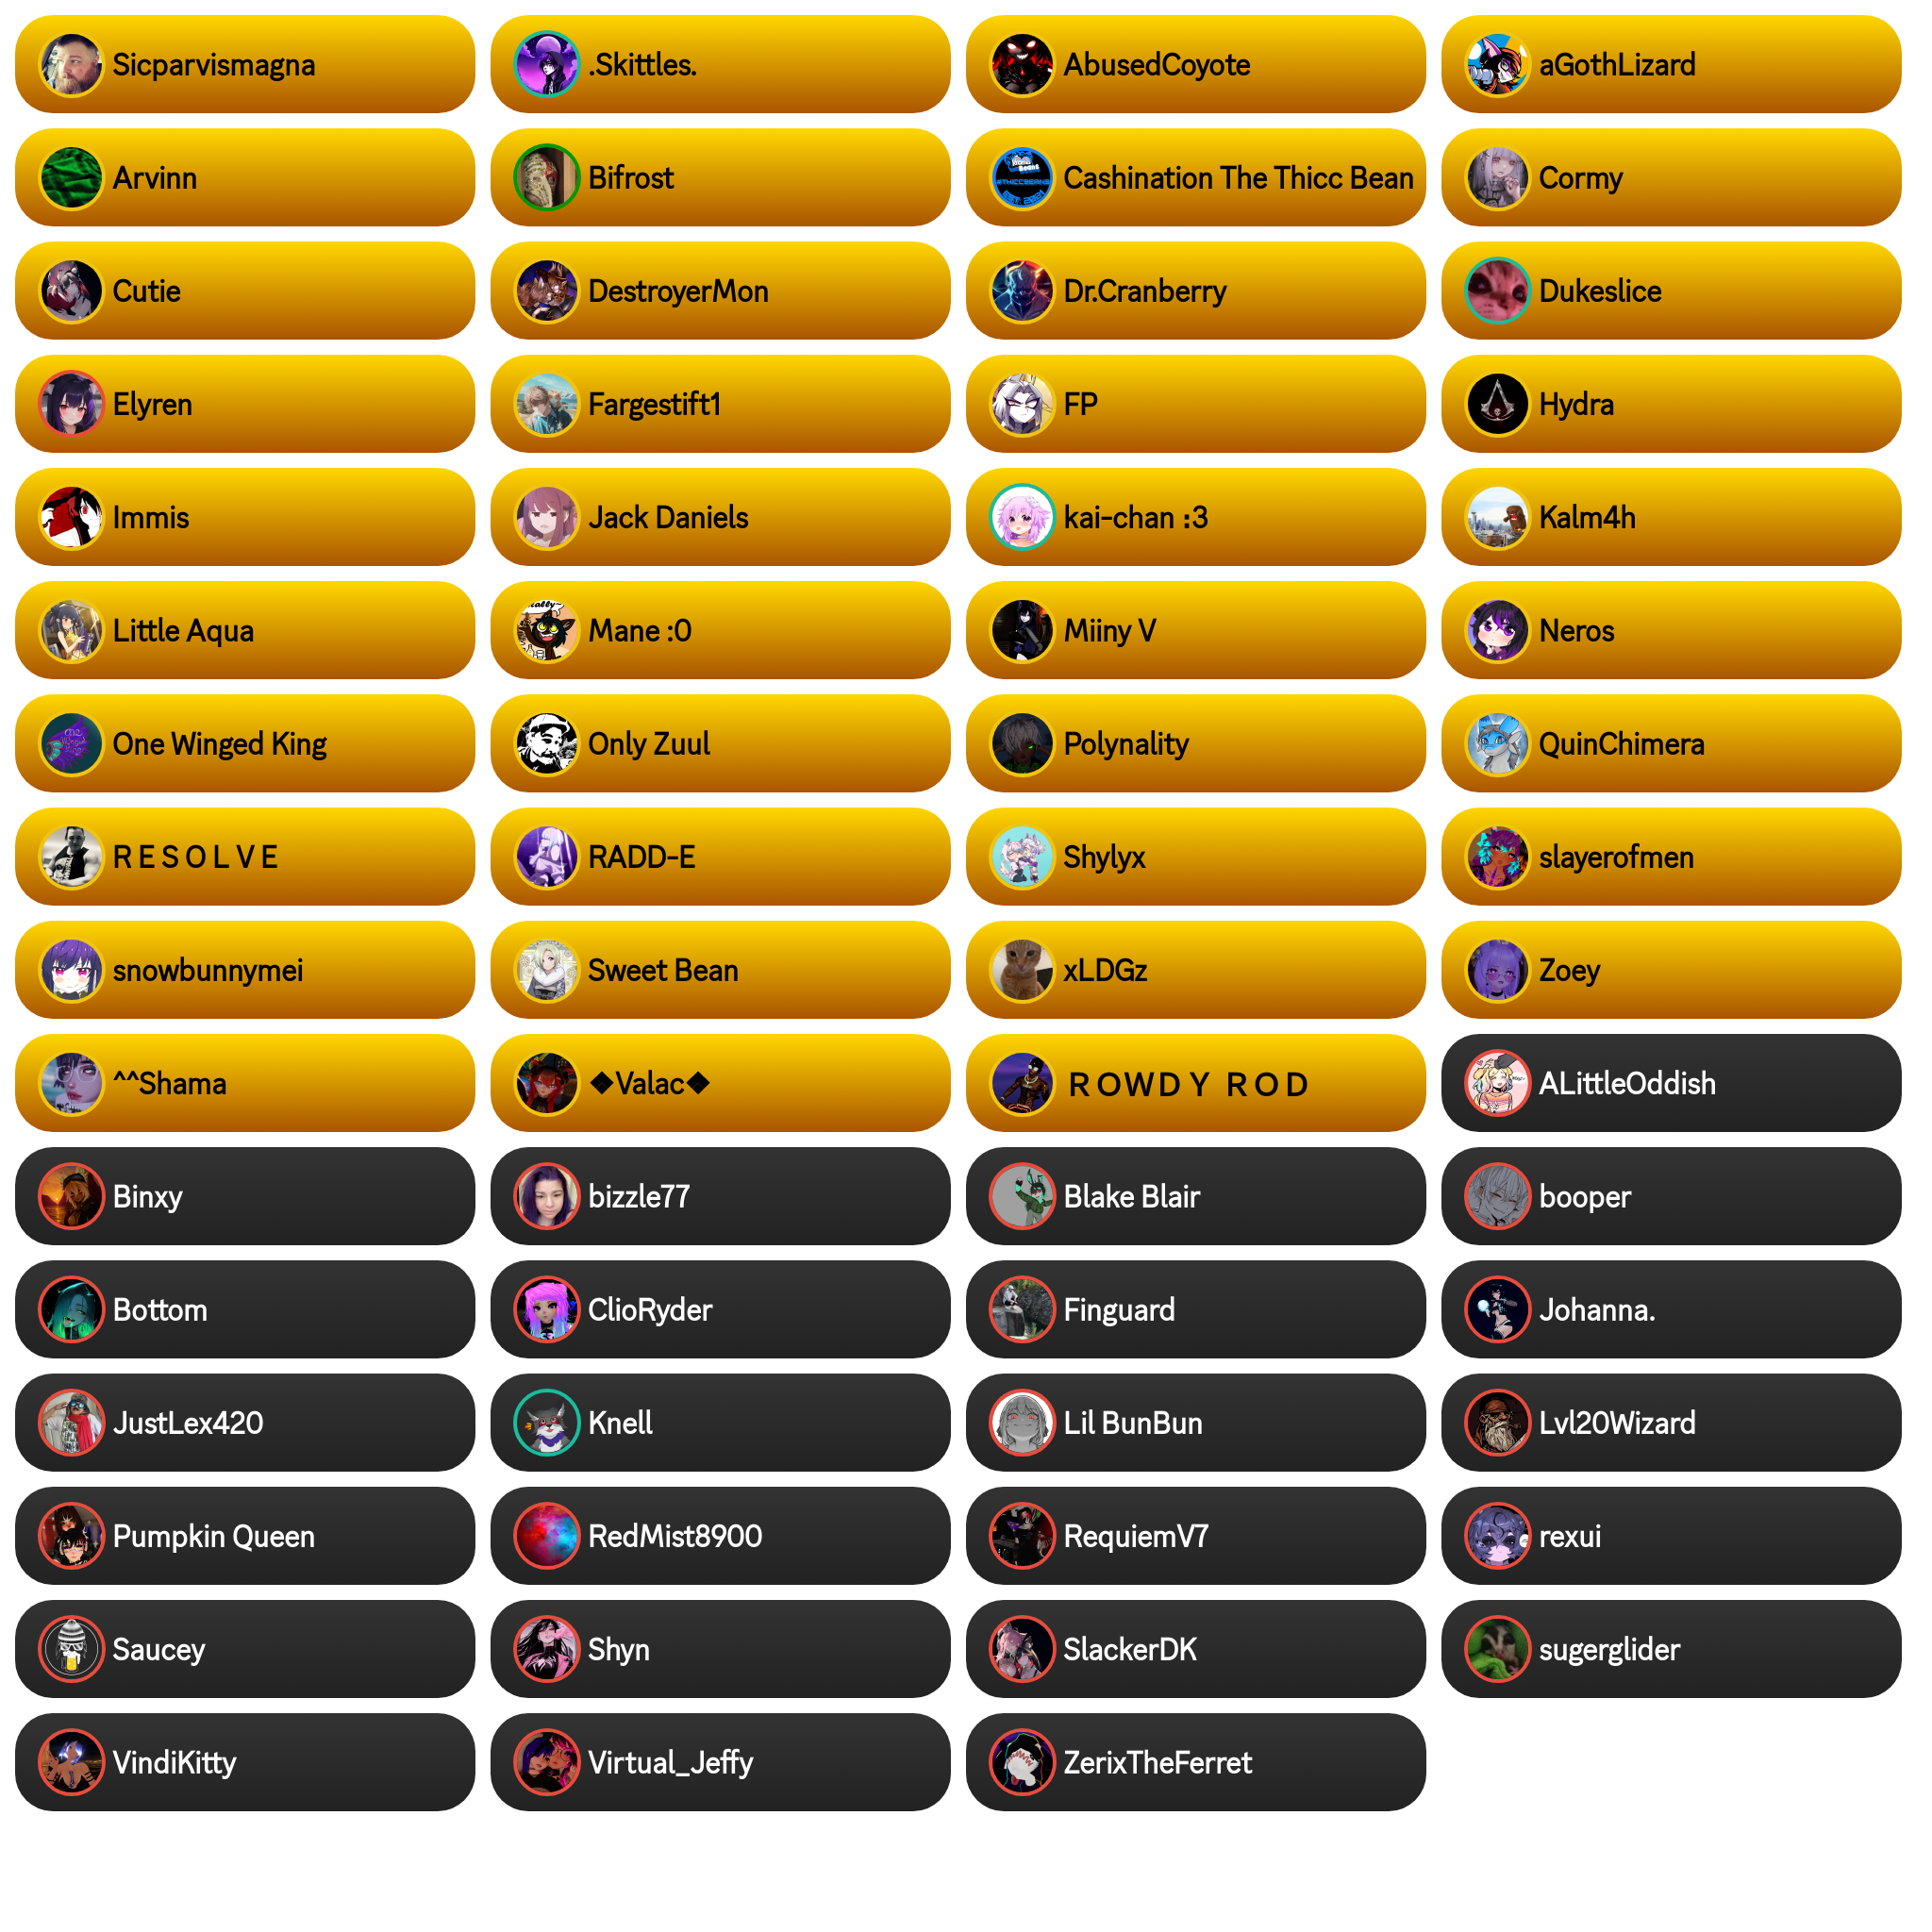 Sicparvismagna
.Skittles.
AbusedCoyote
aGothLizard
Arvinn
Bifrost
Cashination The Thicc Bean
Cormy
Cutie
DestroyerMon
Dr.Cranberry
Dukeslice
Elyren
Fargestift1
FP
Hydra
Immis
Jack Daniels
kai-chan :3
Kalm4h
Little Aqua
Mane :0
Miiny V
Neros
One Winged King
Only Zuul
Polynality
QuinChimera
R E S O L V E
RADD-E
Shylyx
slayerofmen
snowbunnymei
Sweet Bean
xLDGz
Zoey
^^Shama
❖Valac❖
ＲＯＷＤＹ ＲＯＤ
ALittleOddish
Binxy
bizzle77
Blake Blair
booper
Bottom
ClioRyder
Finguard
Johanna.
JustLex420
Knell
Lil BunBun
Lvl20Wizard
Pumpkin Queen
RedMist8900
RequiemV7
rexui
Saucey
Shyn
SlackerDK
sugerglider
VindiKitty
Virtual_Jeffy
ZerixTheFerret